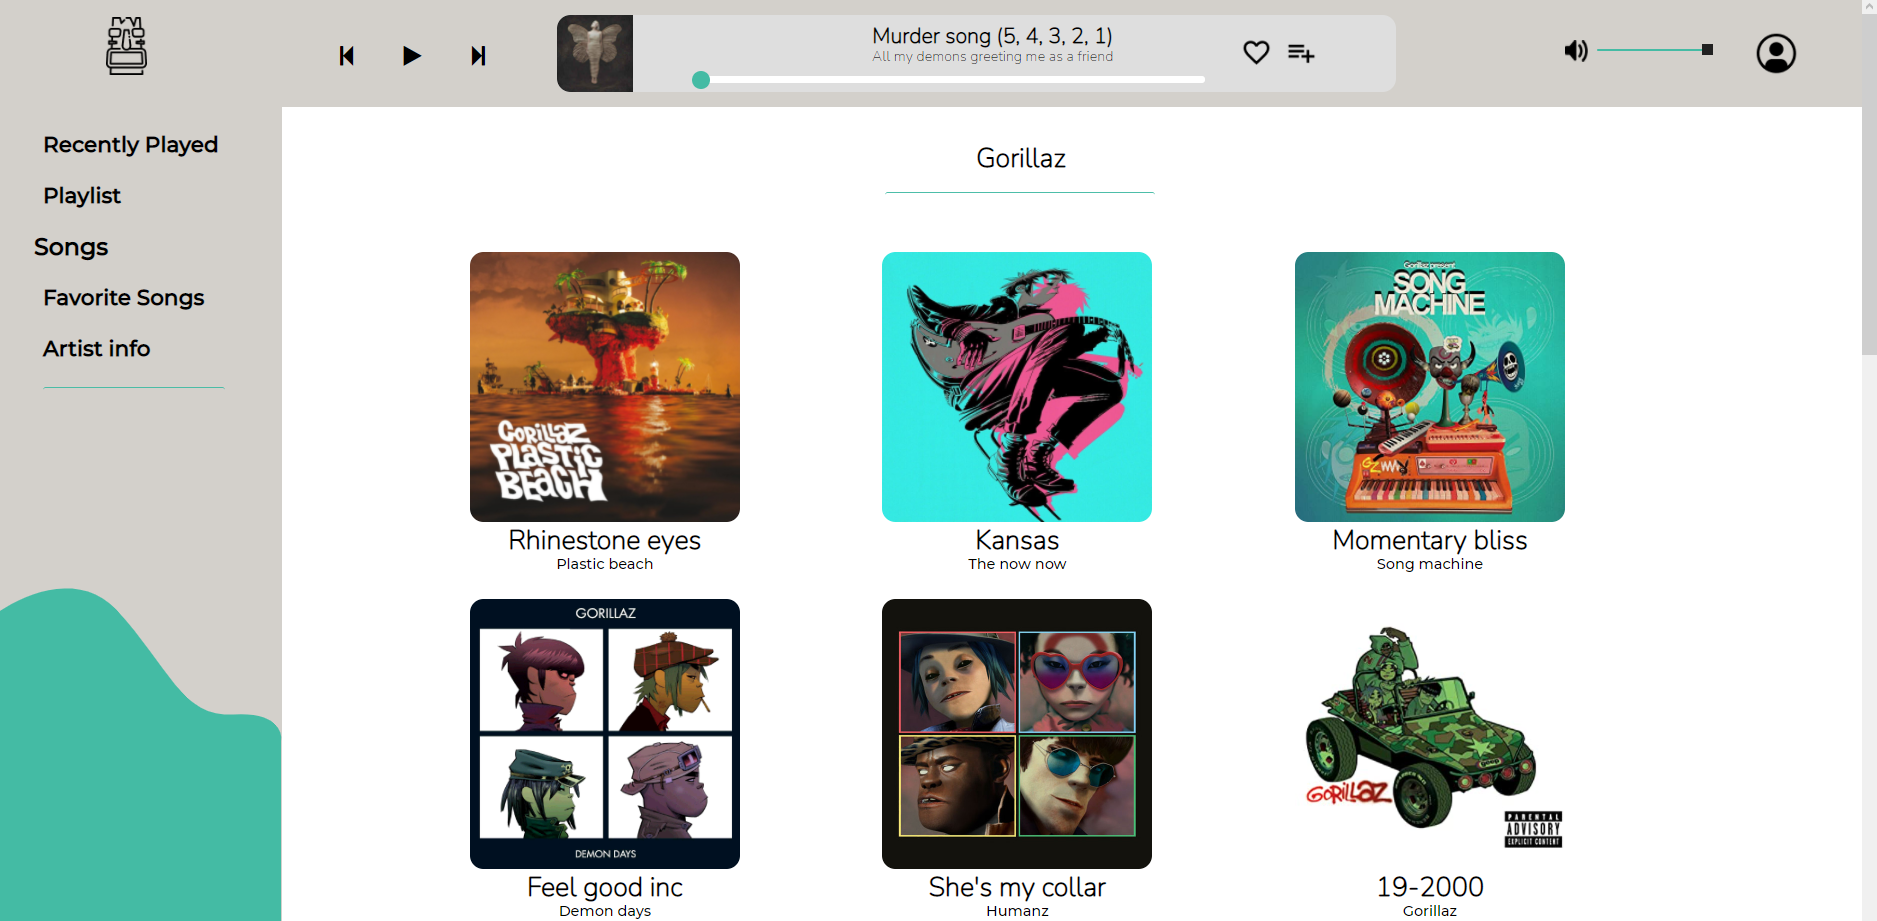 Murder song (5, 4, 3, 2, 1)
All my demons greeting me as a friend
Recently Played
Playlist
Songs
Favorite Songs
Artist info
Gorillaz
GORILLAZ
PLASTIC
BEACH
Rhinestone eyes
Plastic beach
Kansas
The now now
Gorillaz present
SONG
MACHINE
Momentary bliss
Song machine
GORILLAZ
DEMON DAYS
Feel good inc
Demon days
She's my collar
Humanz
GORILLAZ
PARENTAL
ADVISORY
EXPLICIT CONTENT
19-2000
Gorillaz